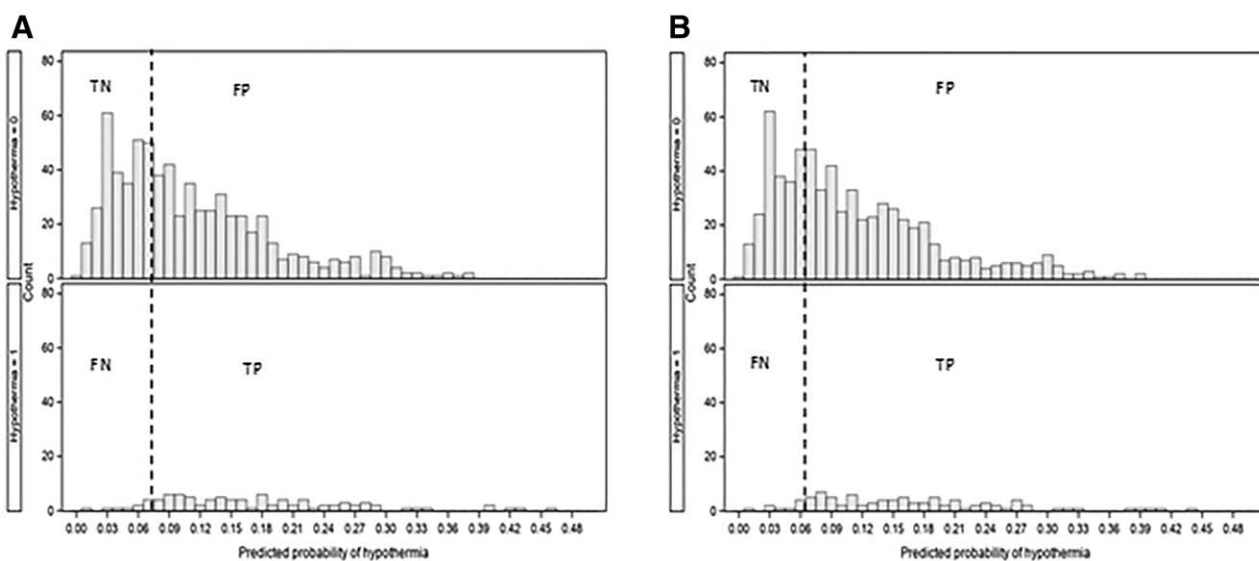 A
Hypothermia = 0
80
60
40
20
0
TN
FP
Count
Hypothermia = 1
80
60
40
20
0
FN
TP
0.00 0.03 0.06 0.09 0.12 0.15 0.18 0.21 0.24 0.27 0.30 0.33 0.36 0.39 0.42 0.45 0.48
Predicted probability of hypothermia
B
Hypothermia = 0
80
60
40
20
0
TN
FP
Count
Hypothermia = 1
80
60
40
20
0
FN
TP
0.00 0.03 0.06 0.09 0.12 0.15 0.18 0.21 0.24 0.27 0.30 0.33 0.36 0.39 0.42 0.45 0.48
Predicted probability of hypothermia